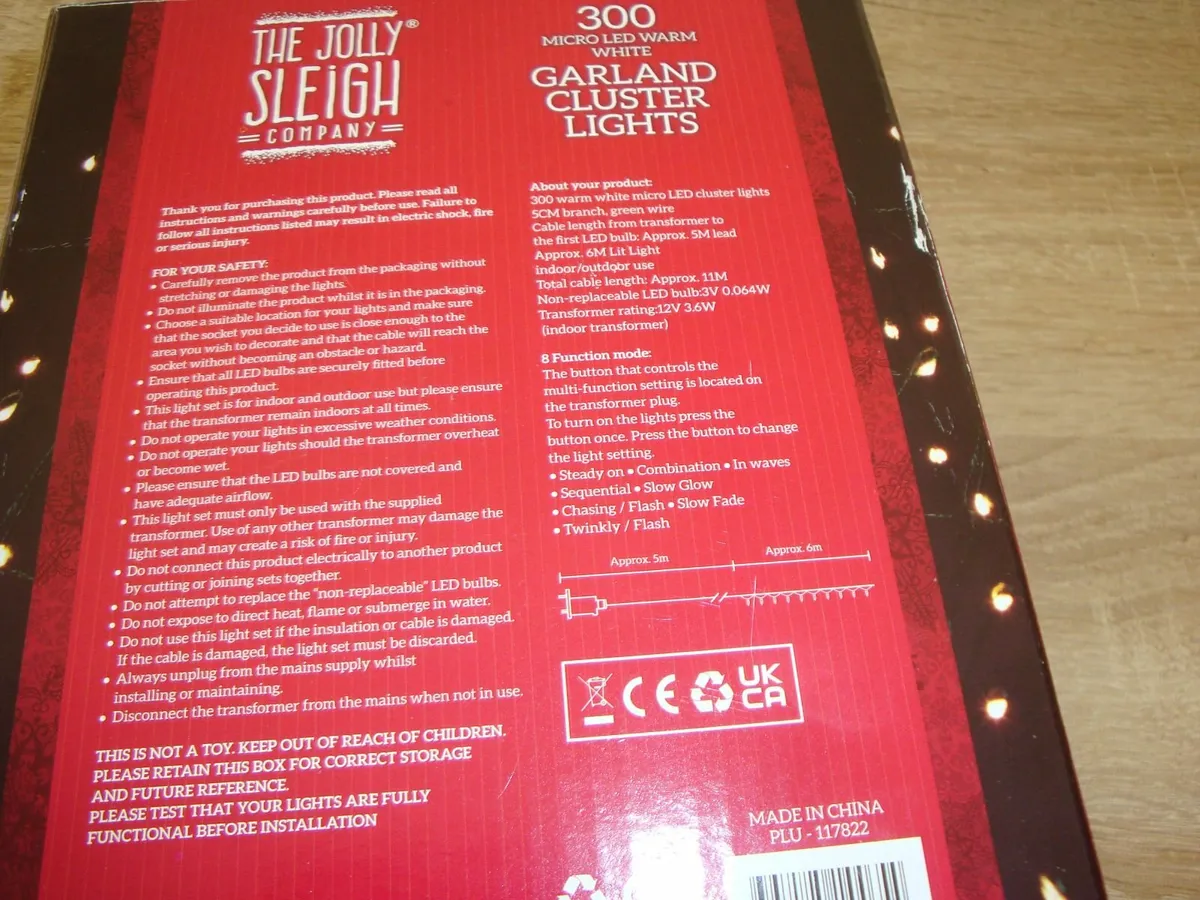 THE JOLLY®
SLEiGH
COMPANY
Thank you for purchasing this product. Please read all
instructions and warnings carefully before use. Failure to
follow all instructions listed may result in electric shock, fire
or serious injury.
FOR YOUR SAFETY:
• Carefully remove the product from the packaging without
stretching or damaging the lights.
• Do not illuminate the product whilst it is in the packaging.
• Choose a suitable location for your lights and make sure
that the socket you decide to use is close enough to the
area you wish to decorate and that the cable will reach the
socket without becoming an obstacle or hazard.
• Ensure that all LED bulbs are securely fitted before
operating this product.
• This light set is for indoor and outdoor use but please ensure
that the transformer remain indoors at all times.
• Do not operate your lights in excessive weather conditions.
• Do not operate your lights should the transformer overheat
or become wet.
• Please ensure that the LED bulbs are not covered and
have adequate airflow.
• This light set must only be used with the supplied
transformer. Use of any other transformer may damage the
light set and may create a risk of fire or injury.
• Do not connect this product electrically to another product
by cutting or joining sets together.
• Do not attempt to replace the "non-replaceable" LED bulbs.
• Do not expose to direct heat, flame or submerge in water.
• Do not use this light set if the insulation or cable is damaged.
If the cable is damaged, the light set must be discarded.
• Always unplug from the mains supply whilst
installing or maintaining.
• Disconnect the transformer from the mains when not in use.
THIS IS NOT A TOY. KEEP OUT OF REACH OF CHILDREN.
PLEASE RETAIN THIS BOX FOR CORRECT STORAGE
AND FUTURE REFERENCE.
PLEASE TEST THAT YOUR LIGHTS ARE FULLY
FUNCTIONAL BEFORE INSTALLATION
300
MICRO LED WARM
WHITE
GARLAND
CLUSTER
LIGHTS
About your product:
300 warm white micro LED cluster lights
5CM branch, green wire
Cable length from transformer to
the first LED bulb: Approx. 5M lead
Approx. 6M Lit Light
indoor/outdoor use
Total cable length: Approx. 11M
Non-replaceable LED bulb:3V 0.064W
Transformer rating:12V 3.6W
(indoor transformer)
8 Function mode:
The button that controls the
multi-function setting is located on
the transformer plug.
To turn on the lights press the
button once. Press the button to change
the light setting.
• Steady on • Combination • In waves
• Sequential • Slow Glow
• Chasing / Flash • Slow Fade
• Twinkly / Flash
Approx. 5m Approx. 6m
CE UK
CA
MADE IN CHINA
PLU - 117822